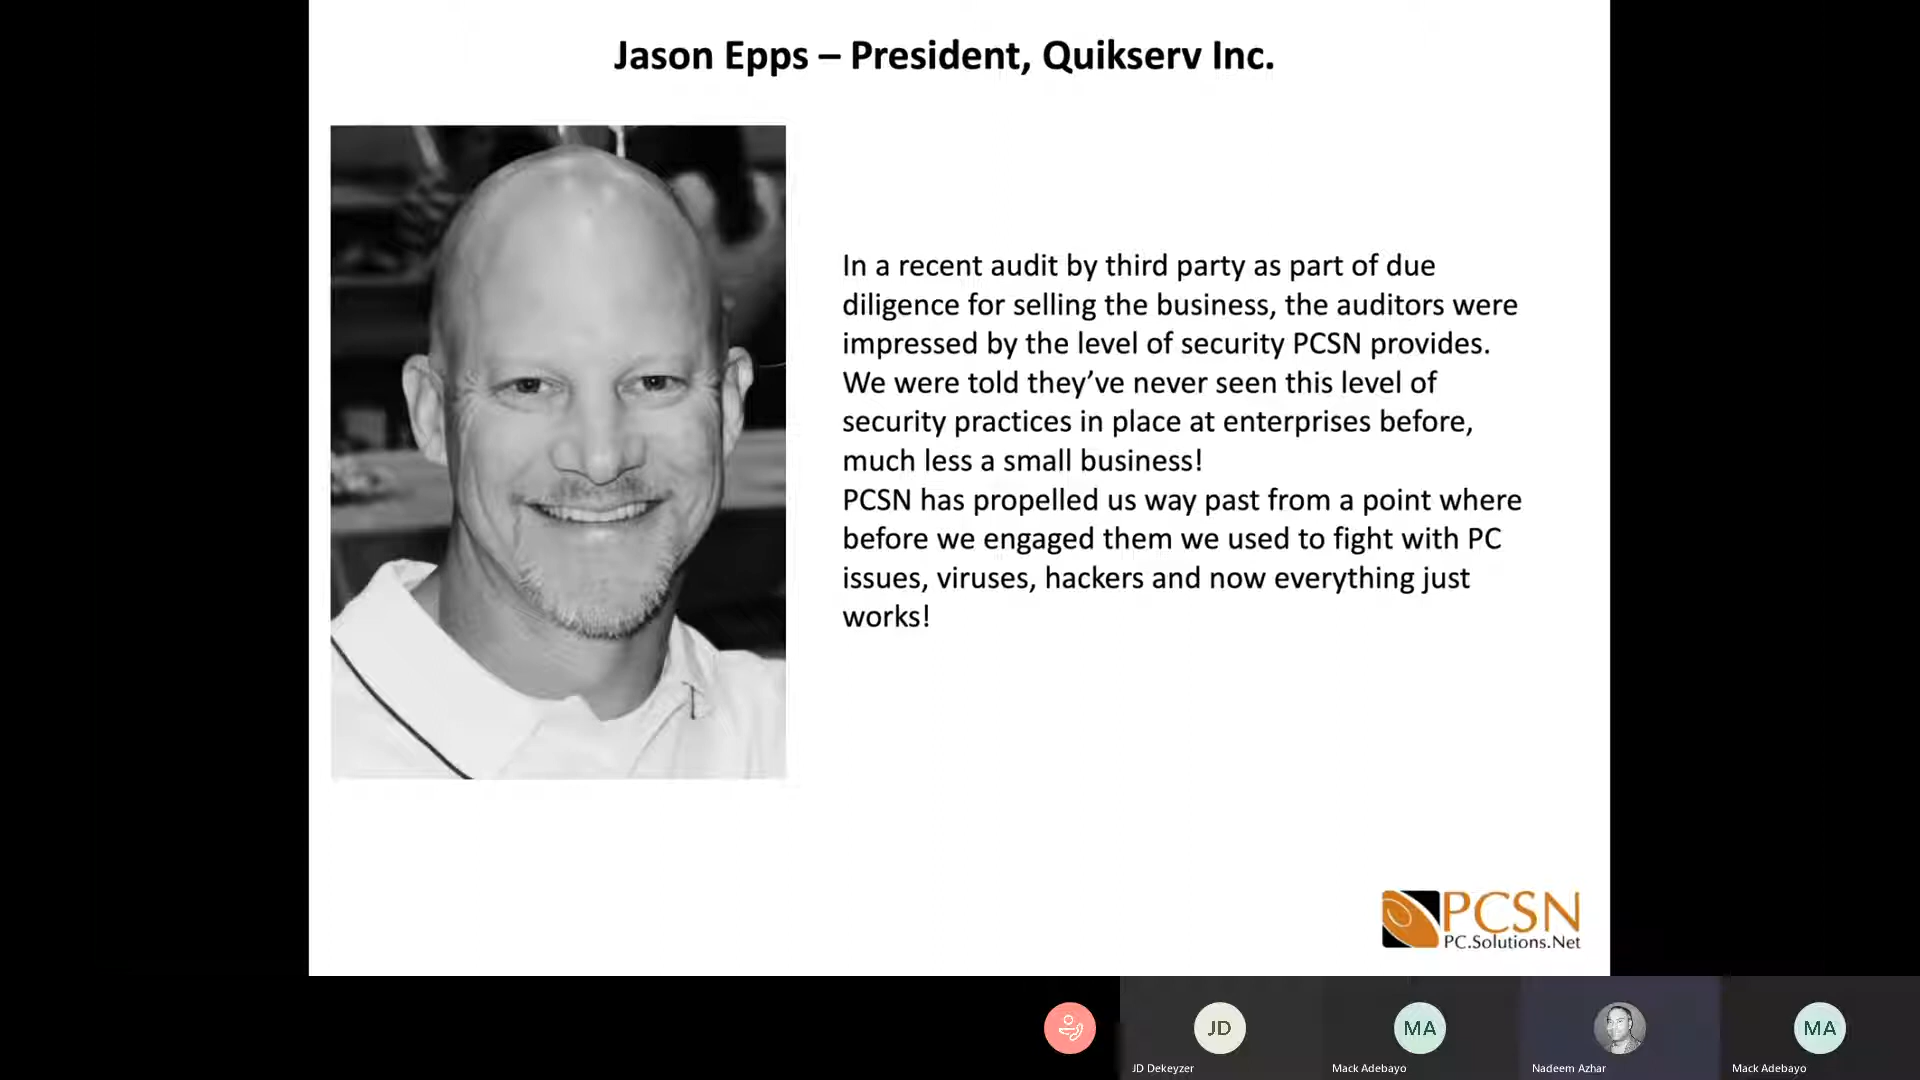 Jason Epps – President, Quikserv Inc.
In a recent audit by third party as part of due
diligence for selling the business, the auditors were
impressed by the level of security PCSN provides.
We were told they’ve never seen this level of
security practices in place at enterprises before,
much less a small business!
PCSN has propelled us way past from a point where
before we engaged them we used to fight with PC
issues, viruses, hackers and now everything just
works!
PCSN
PC.Solutions.Net
JD
MA
MA
JD Dekeyzer
Mack Adebayo
Nadeem Azhar
Mack Adebayo